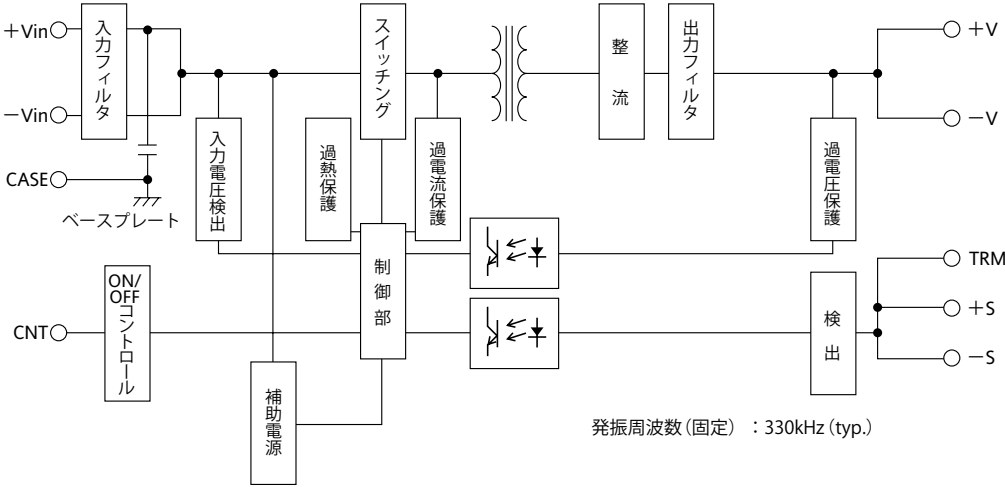 +Vin
入力フィルタ
スイッチング
整流
出力フィルタ
+V
−Vin
−V
入力電圧検出
過熱保護
過電流保護
過電圧保護
CASE
ベースプレート
制御部
TRM
ON/
OFF
コントロール
CNT
検出
+S
−S
補助電源
発振周波数(固定):330kHz(typ.)